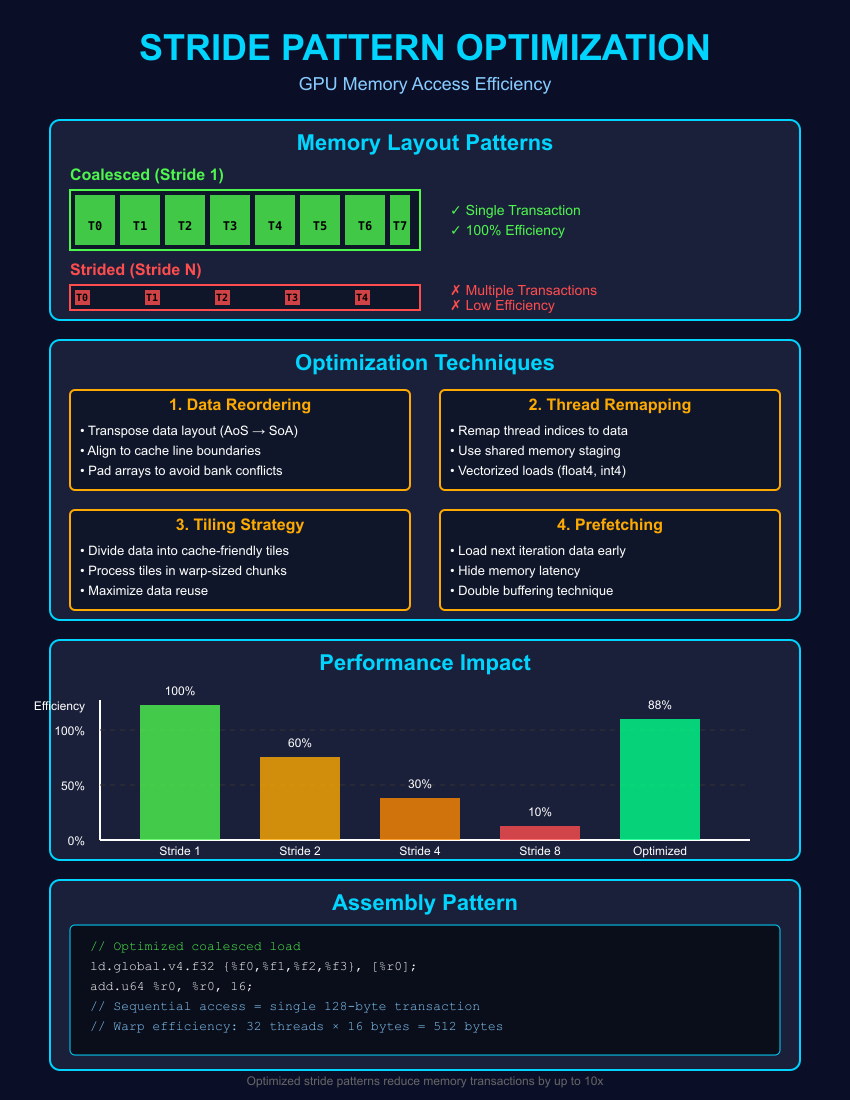 STRIDE PATTERN OPTIMIZATION
GPU Memory Access Efficiency
Memory Layout Patterns
Coalesced (Stride 1)
T0 T1 T2 T3 T4 T5 T6 T7
✓ Single Transaction
✓ 100% Efficiency
Strided (Stride N)
T0 T1 T2 T3 T4
✗ Multiple Transactions
✗ Low Efficiency
Optimization Techniques
1. Data Reordering
• Transpose data layout (AoS → SoA)
• Align to cache line boundaries
• Pad arrays to avoid bank conflicts
2. Thread Remapping
• Remap thread indices to data
• Use shared memory staging
• Vectorized loads (float4, int4)
3. Tiling Strategy
• Divide data into cache-friendly tiles
• Process tiles in warp-sized chunks
• Maximize data reuse
4. Prefetching
• Load next iteration data early
• Hide memory latency
• Double buffering technique
Performance Impact
Efficiency
100%
50%
0%
100%
60%
30%
10%
88%
Stride 1 Stride 2 Stride 4 Stride 8 Optimized
Assembly Pattern
// Optimized coalesced load
ld.global.v4.f32 {%f0,%f1,%f2,%f3}, [%r0];
add.u64 %r0, %r0, 16;
// Sequential access = single 128-byte transaction
// Warp efficiency: 32 threads × 16 bytes = 512 bytes
Optimized stride patterns reduce memory transactions by up to 10x